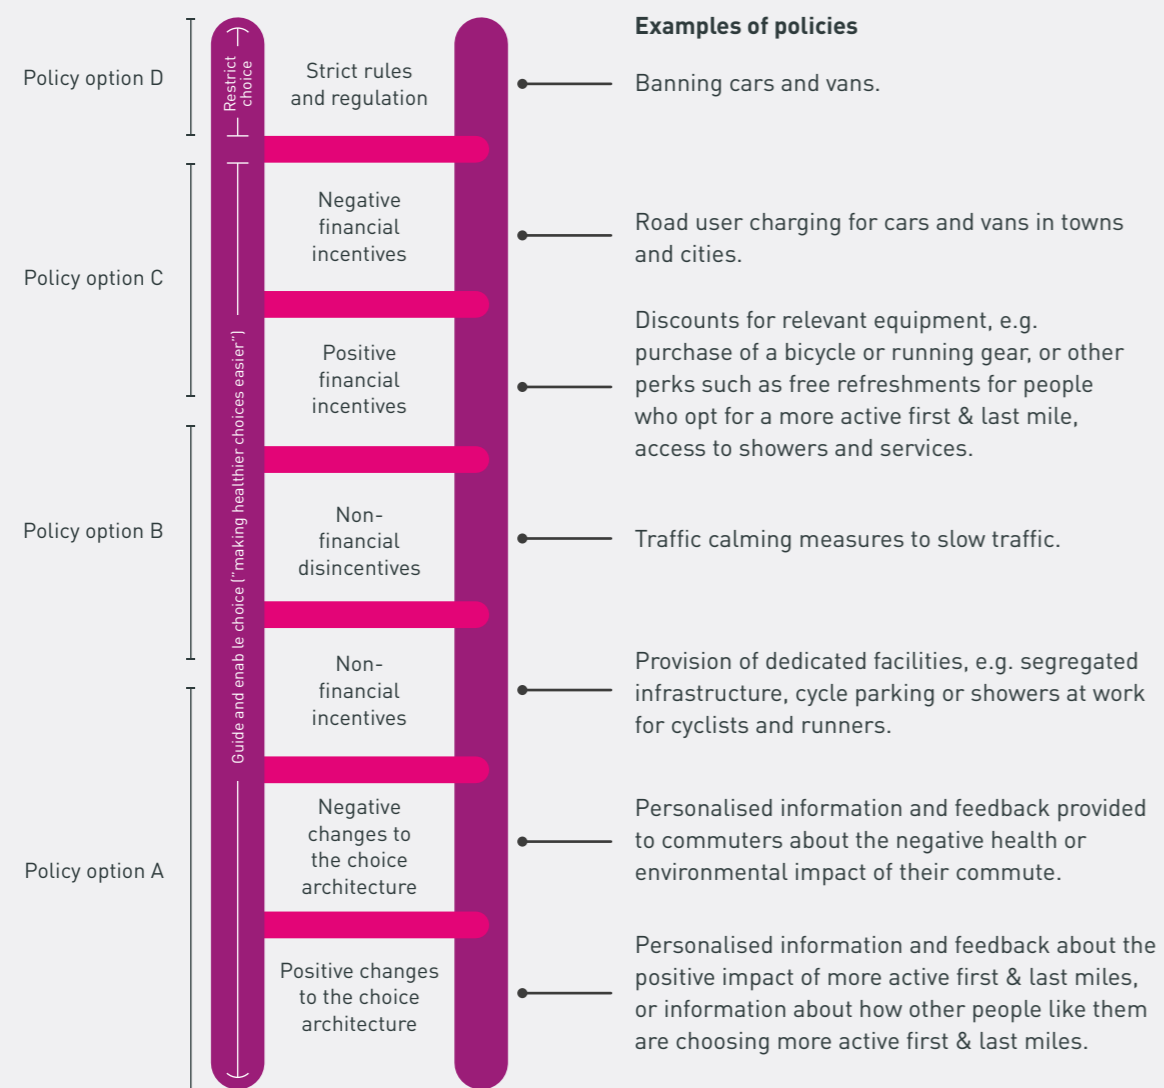 Examples of policies
Policy option D
Restrict
choice
Strict rules
and regulation
Banning cars and vans.
Policy option C
Guide and enab le choice (“making healthier choices easier”)
Negative
financial
incentives
Road user charging for cars and vans in towns
and cities.
Positive
financial
incentives
Discounts for relevant equipment, e.g.
purchase of a bicycle or running gear, or other
perks such as free refreshments for people
who opt for a more active first & last mile,
access to showers and services.
Policy option B
Non-
financial
disincentives
Traffic calming measures to slow traffic.
Non-
financial
incentives
Provision of dedicated facilities, e.g. segregated
infrastructure, cycle parking or showers at work
for cyclists and runners.
Policy option A
Negative
changes to
the choice
architecture
Personalised information and feedback provided
to commuters about the negative health or
environmental impact of their commute.
Positive changes
to the choice
architecture
Personalised information and feedback about the
positive impact of more active first & last miles,
or information about how other people like them
are choosing more active first & last miles.